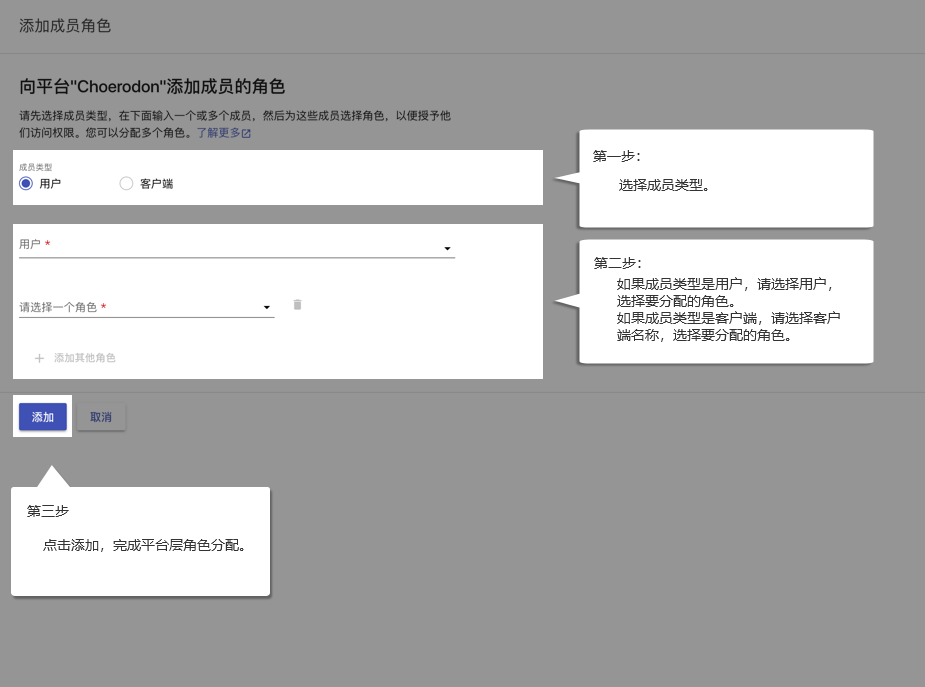 添加成员角色
向平台"Choerodon"添加成员的角色
请先选择成员类型，在下面输入一个或多个成员，然后为这些成员选择角色，以便授予他
们访问权限。您可以分配多个角色。了解更多
成员类型
用户
客户端
第一步：
选择成员类型。
用户 *
请选择一个角色 *
添加其他角色
第二步：
如果成员类型是用户，请选择用户，
选择要分配的角色。
如果成员类型是客户端，请选择客户
端名称，选择要分配的角色。
添加
取消
第三步
点击添加，完成平台层角色分配。